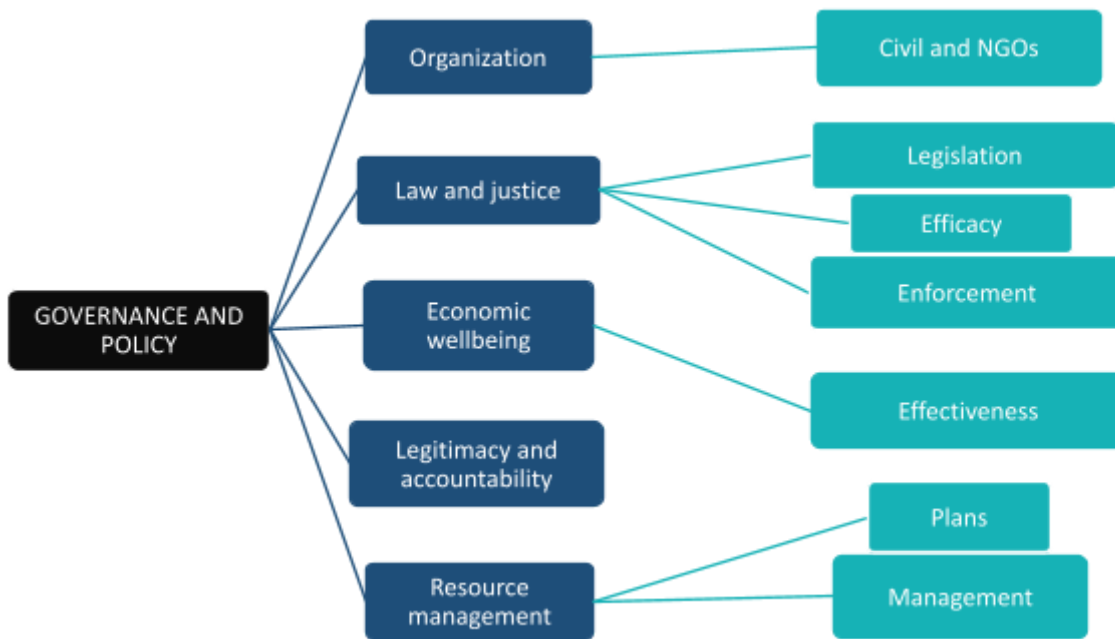 GOVERNANCE AND
POLICY
Organization
Law and justice
Economic
wellbeing
Legitimacy and
accountability
Resource
management
Civil and NGOs
Legislation
Efficacy
Enforcement
Effectiveness
Plans
Management